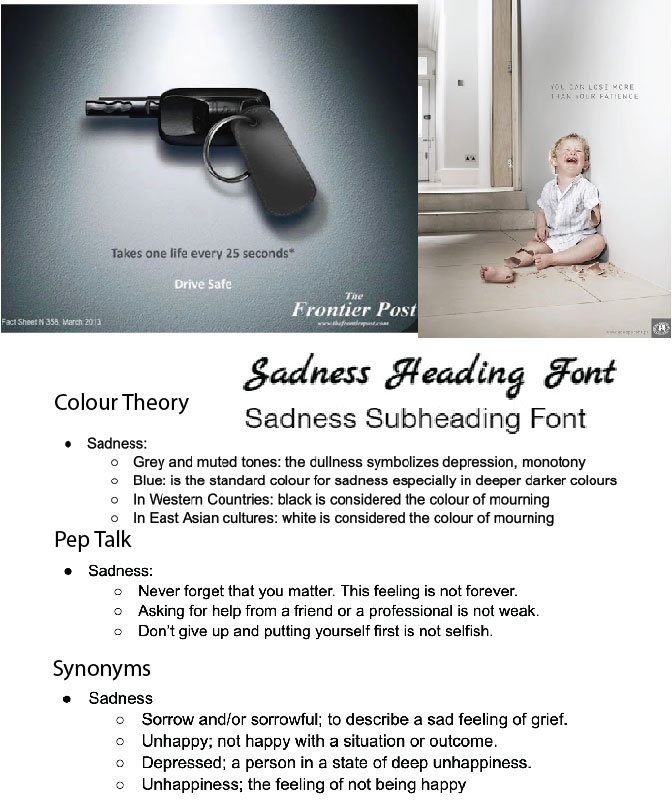 Takes one life every 25 seconds*
Drive Safe
Fact Sheet N 358, March 2013
The
Frontier Post
www.thefrontierpost.com
YOU CAN LOSE MORE
THAN YOUR PATIENCE
Sadness Heading Font
Sadness Subheading Font
Colour Theory
● Sadness:
○ Grey and muted tones: the dullness symbolizes depression, monotony
○ Blue: is the standard colour for sadness especially in deeper darker colours
○ In Western Countries: black is considered the colour of mourning
○ In East Asian cultures: white is considered the colour of mourning
Pep Talk
● Sadness:
○ Never forget that you matter. This feeling is not forever.
○ Asking for help from a friend or a professional is not weak.
○ Don’t give up and putting yourself first is not selfish.
Synonyms
● Sadness
○ Sorrow and/or sorrowful; to describe a sad feeling of grief.
○ Unhappy; not happy with a situation or outcome.
○ Depressed; a person in a state of deep unhappiness.
○ Unhappiness; the feeling of not being happy